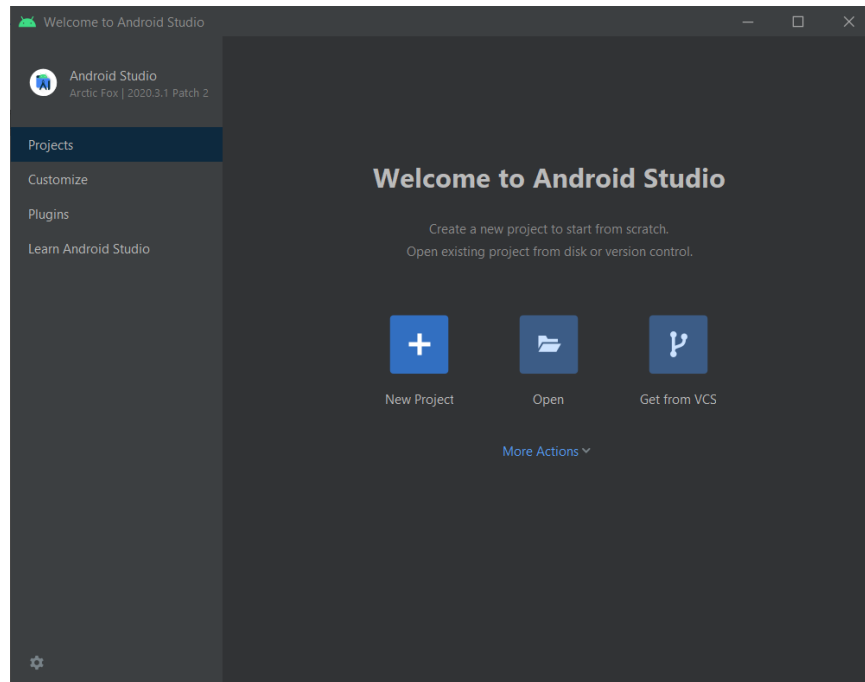 Welcome to Android Studio
Android Studio
Arctic Fox | 2020.3.1 Patch 2
Projects
Customize
Plugins
Learn Android Studio
Welcome to Android Studio
Create a new project to start from scratch.
Open existing project from disk or version control.
New Project
Open
Get from VCS
More Actions